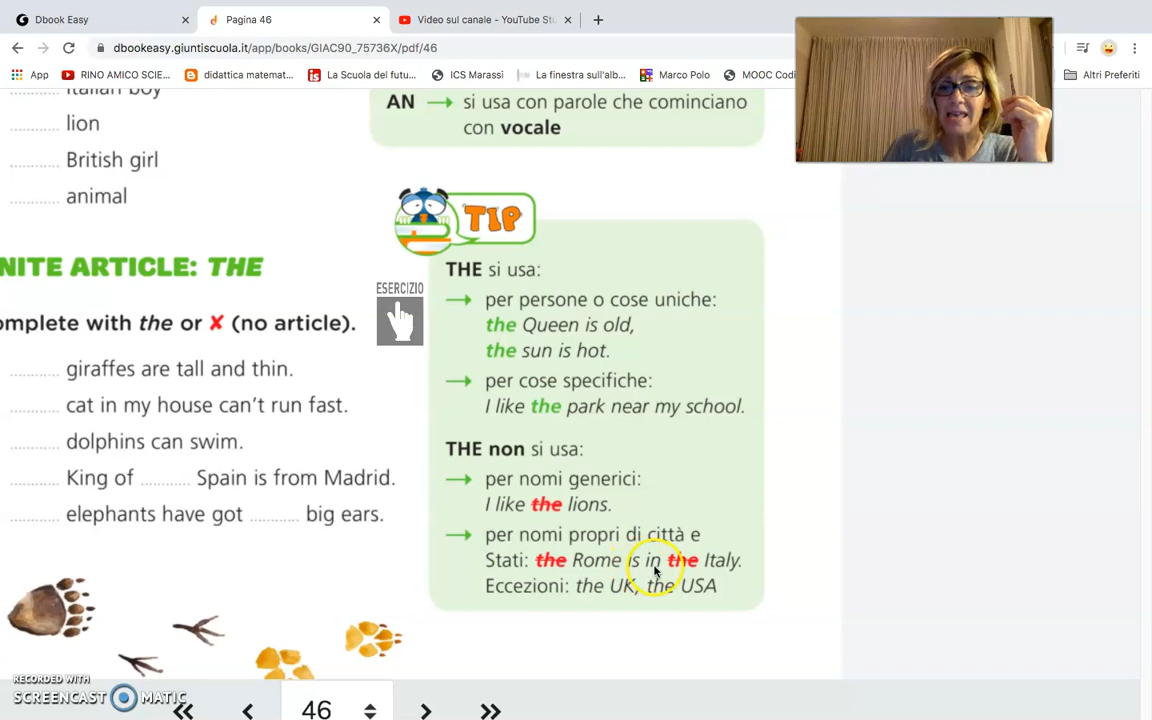 Dbook Easy
Pagina 46
Video sul canale - YouTube Stu
dbookeasy.giuntiscuola.it/app/books/GIAC90_75736X/pdf/46
App
RINO AMICO SCIE...
didattica matemat...
La Scuola del futu...
ICS Marassi
La finestra sull'alb...
Marco Polo
MOOC Codi
Altri Preferiti
Italian boy
lion
British girl
animal
NITE ARTICLE: THE
omplete with the or ✘ (no article).
.......... giraffes are tall and thin.
.......... cat in my house can't run fast.
.......... dolphins can swim.
.......... King of .......... Spain is from Madrid.
.......... elephants have got .......... big ears.
ESERCIZIO
AN → si usa con parole che cominciano
con vocale
TIP
THE si usa:
→ per persone o cose uniche:
the Queen is old,
the sun is hot.
→ per cose specifiche:
I like the park near my school.
THE non si usa:
→ per nomi generici:
I like the lions.
→ per nomi propri di città e
Stati: the Rome is in the Italy.
Eccezioni: the UK, the USA
RECORDED WITH
SCREENCAST MATIC
46